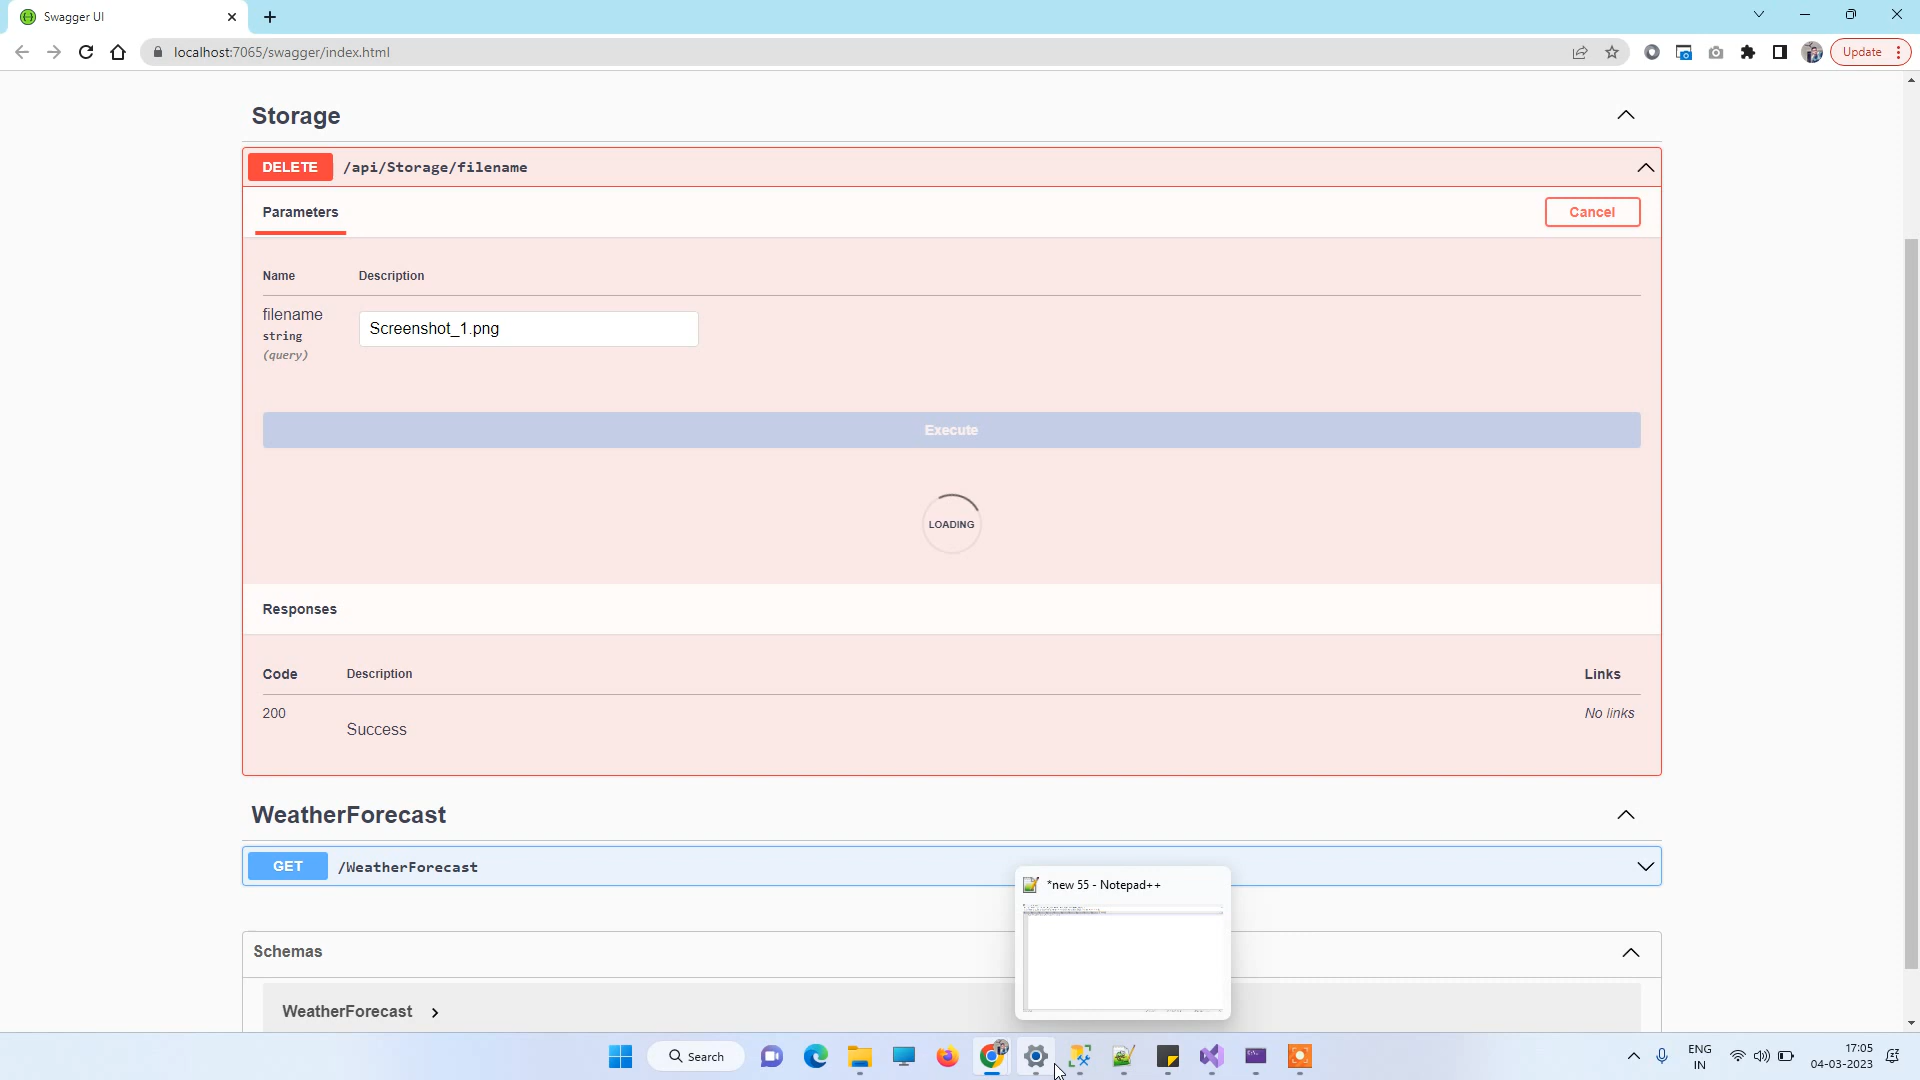 Swagger UI
localhost:7065/swagger/index.html
Update
Storage
DELETE /api/Storage/filename
Parameters
Cancel
Name Description
filename
string
(query)
Screenshot_1.png
Execute
LOADING
Responses
Code Description Links
200 Success No links
WeatherForecast
GET /WeatherForecast
*new 55 - Notepad++
Schemas
WeatherForecast
Search
ENG
IN
17:05
04-03-2023